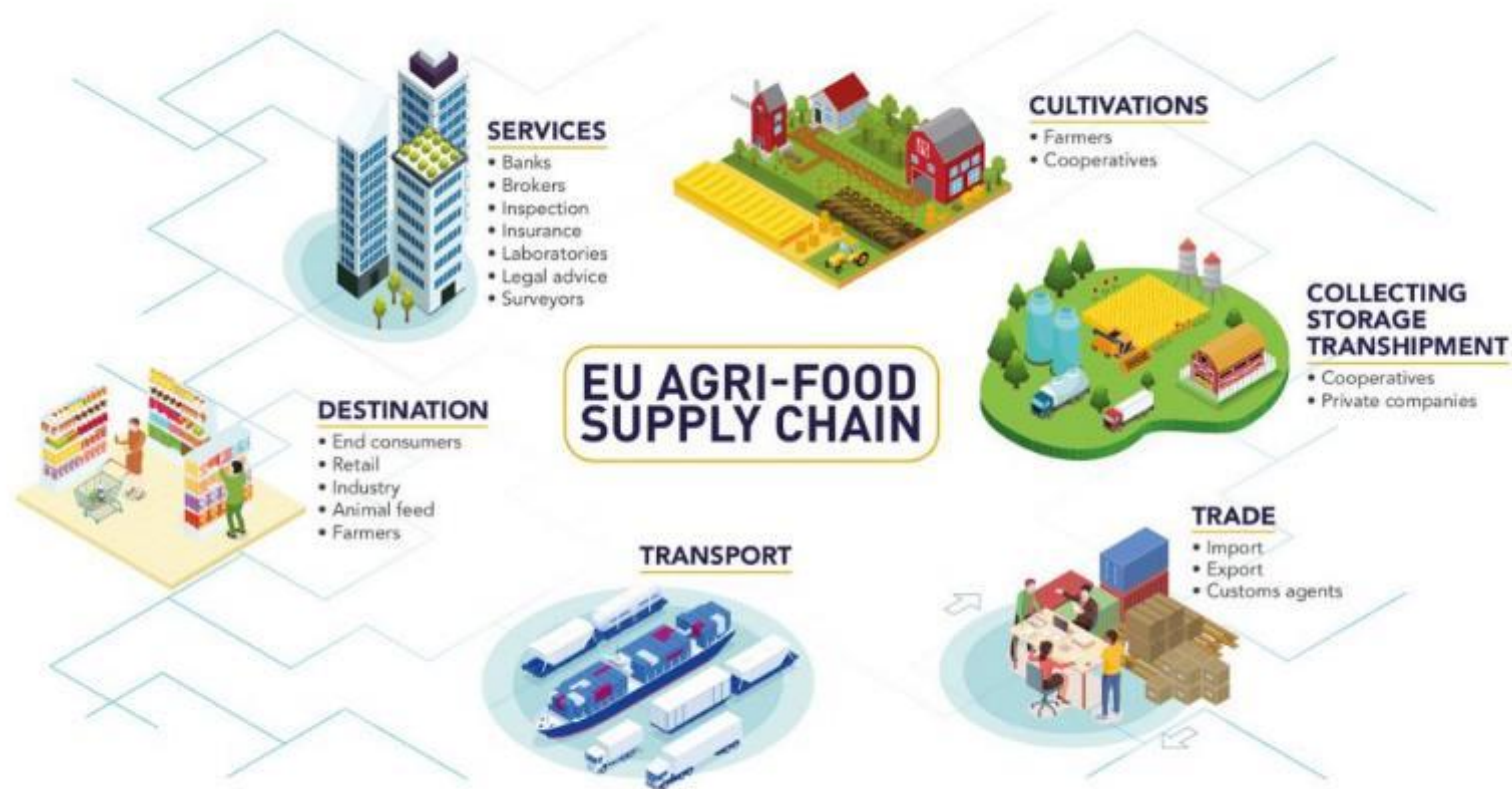 SERVICES
• Banks
• Brokers
• Inspection
• Insurance
• Laboratories
• Legal advice
• Surveyors
CULTIVATIONS
• Farmers
• Cooperatives
COLLECTING
STORAGE
TRANSHIPMENT
• Cooperatives
• Private companies
EU AGRI-FOOD
SUPPLY CHAIN
DESTINATION
• End consumers
• Retail
• Industry
• Animal feed
• Farmers
TRANSPORT
TRADE
• Import
• Export
• Customs agents